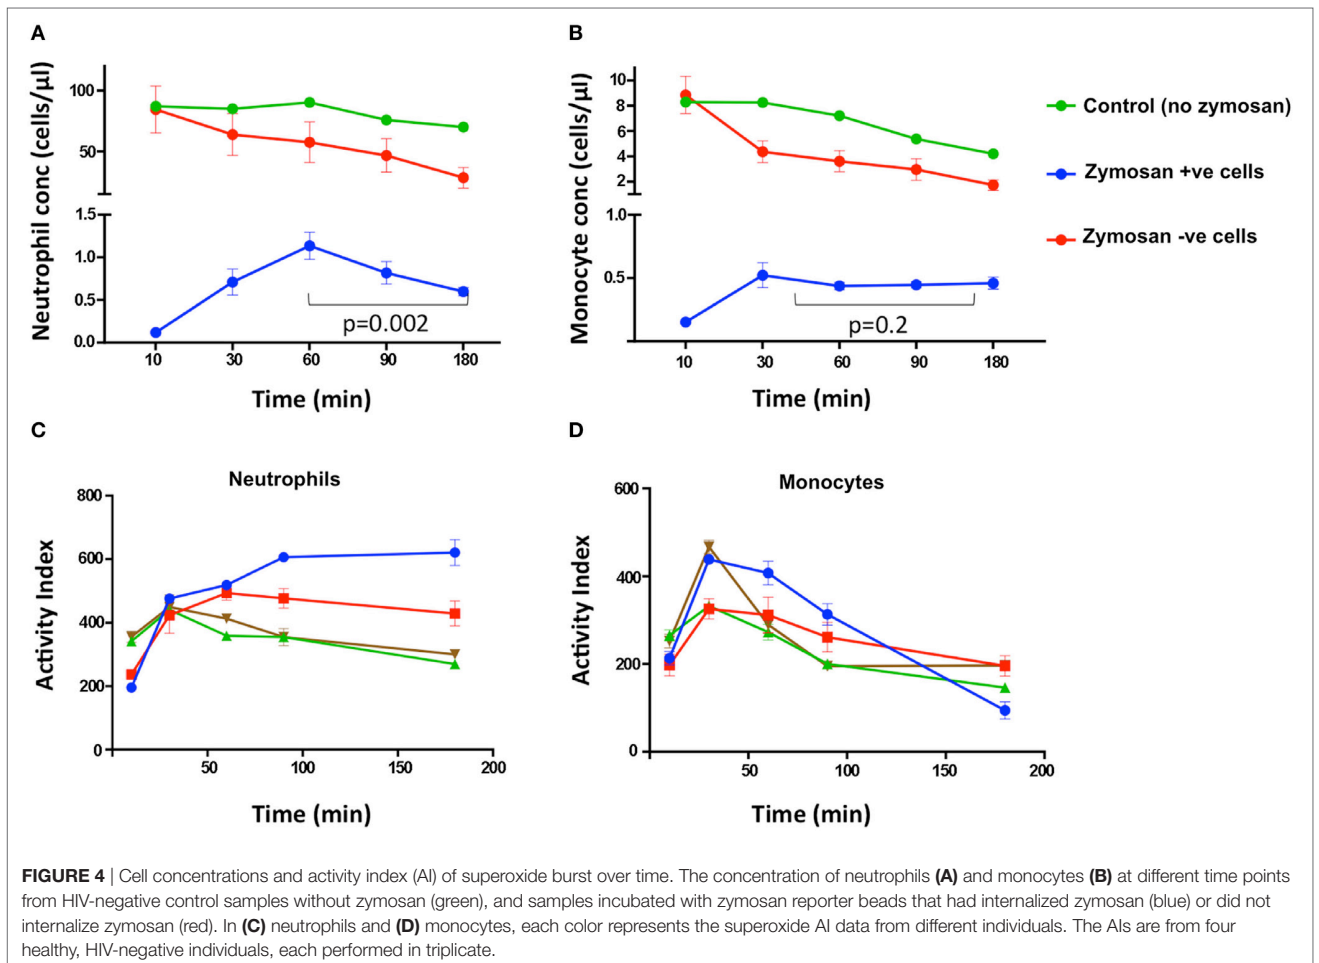 A
B
Neutrophil conc (cells/µl)
100
50
1.5
1.0
0.5
0.0
p=0.002
10 30 60 90 180
Time (min)
Monocyte conc (cells/µl)
10
8
6
4
2
1.0
0.5
p=0.2
10 30 60 90 180
Time (min)
Control (no zymosan)
Zymosan +ve cells
Zymosan -ve cells
C
D
Neutrophils
Activity Index
800
600
400
200
0
50 100 150 200
Time (min)
Monocytes
Activity Index
600
400
200
0
50 100 150 200
Time (min)
FIGURE 4 | Cell concentrations and activity index (AI) of superoxide burst over time. The concentration of neutrophils (A) and monocytes (B) at different time points
from HIV-negative control samples without zymosan (green), and samples incubated with zymosan reporter beads that had internalized zymosan (blue) or did not
internalize zymosan (red). In (C) neutrophils and (D) monocytes, each color represents the superoxide AI data from different individuals. The AIs are from four
healthy, HIV-negative individuals, each performed in triplicate.